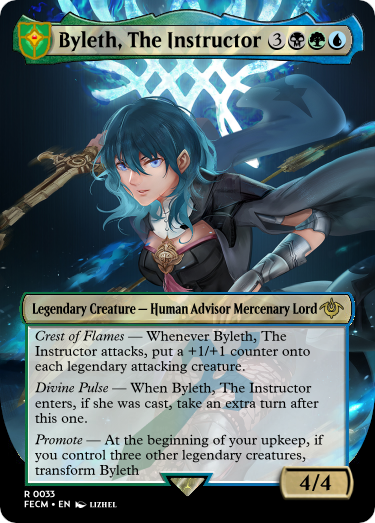 Byleth, The Instructor 3
Legendary Creature — Human Advisor Mercenary Lord
Crest of Flames — Whenever Byleth, The
Instructor attacks, put a +1/+1 counter onto
each legendary attacking creature.
Divine Pulse — When Byleth, The Instructor
enters, if she was cast, take an extra turn after
this one.
Promote — At the beginning of your upkeep, if
you control three other legendary creatures,
transform Byleth
4/4
R 0033
FECM • EN LIZHEL